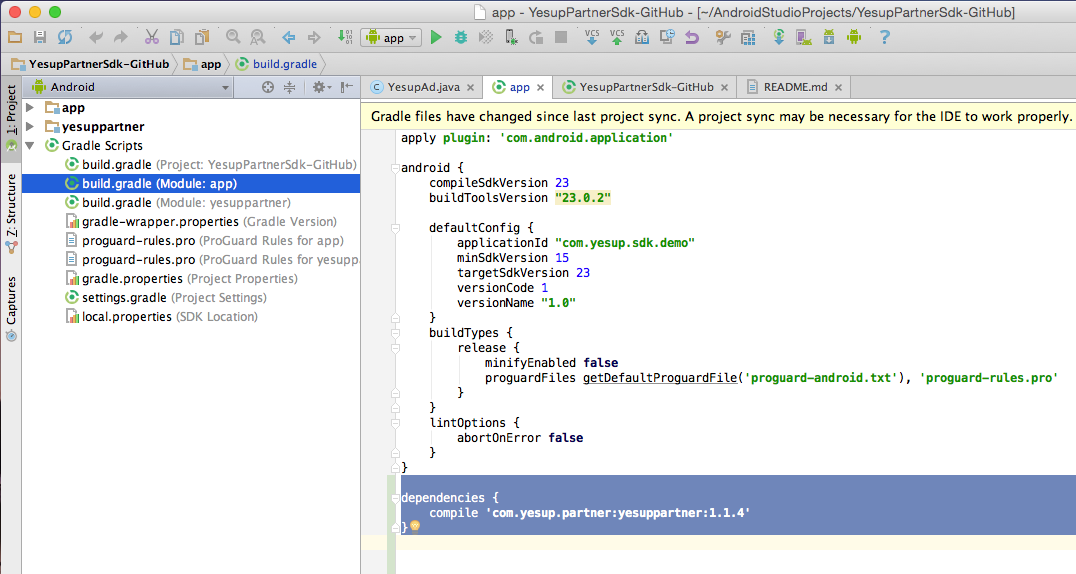 app - YesupPartnerSdk-GitHub - [~/AndroidStudioProjects/YesupPartnerSdk-GitHub]
app
VCS VCS
?
YesupPartnerSdk-GitHub app build.gradle
Android
YesupAd.java app YesupPartnerSdk-GitHub README.md
1: Project
Z: Structure
Captures
app
yesuppartner
Gradle Scripts
build.gradle (Project: YesupPartnerSdk-GitHub)
build.gradle (Module: app)
build.gradle (Module: yesuppartner)
gradle-wrapper.properties (Gradle Version)
proguard-rules.pro (ProGuard Rules for app)
proguard-rules.pro (ProGuard Rules for yesuppa
gradle.properties (Project Properties)
settings.gradle (Project Settings)
local.properties (SDK Location)
Gradle files have changed since last project sync. A project sync may be necessary for the IDE to work properly.
apply plugin: 'com.android.application'
android {
compileSdkVersion 23
buildToolsVersion "23.0.2"
defaultConfig {
applicationId "com.yesup.sdk.demo"
minSdkVersion 15
targetSdkVersion 23
versionCode 1
versionName "1.0"
}
buildTypes {
release {
minifyEnabled false
proguardFiles getDefaultProguardFile('proguard-android.txt'), 'proguard-rules.pro'
}
}
lintOptions {
abortOnError false
}
}
dependencies {
compile 'com.yesup.partner:yesuppartner:1.1.4'
}